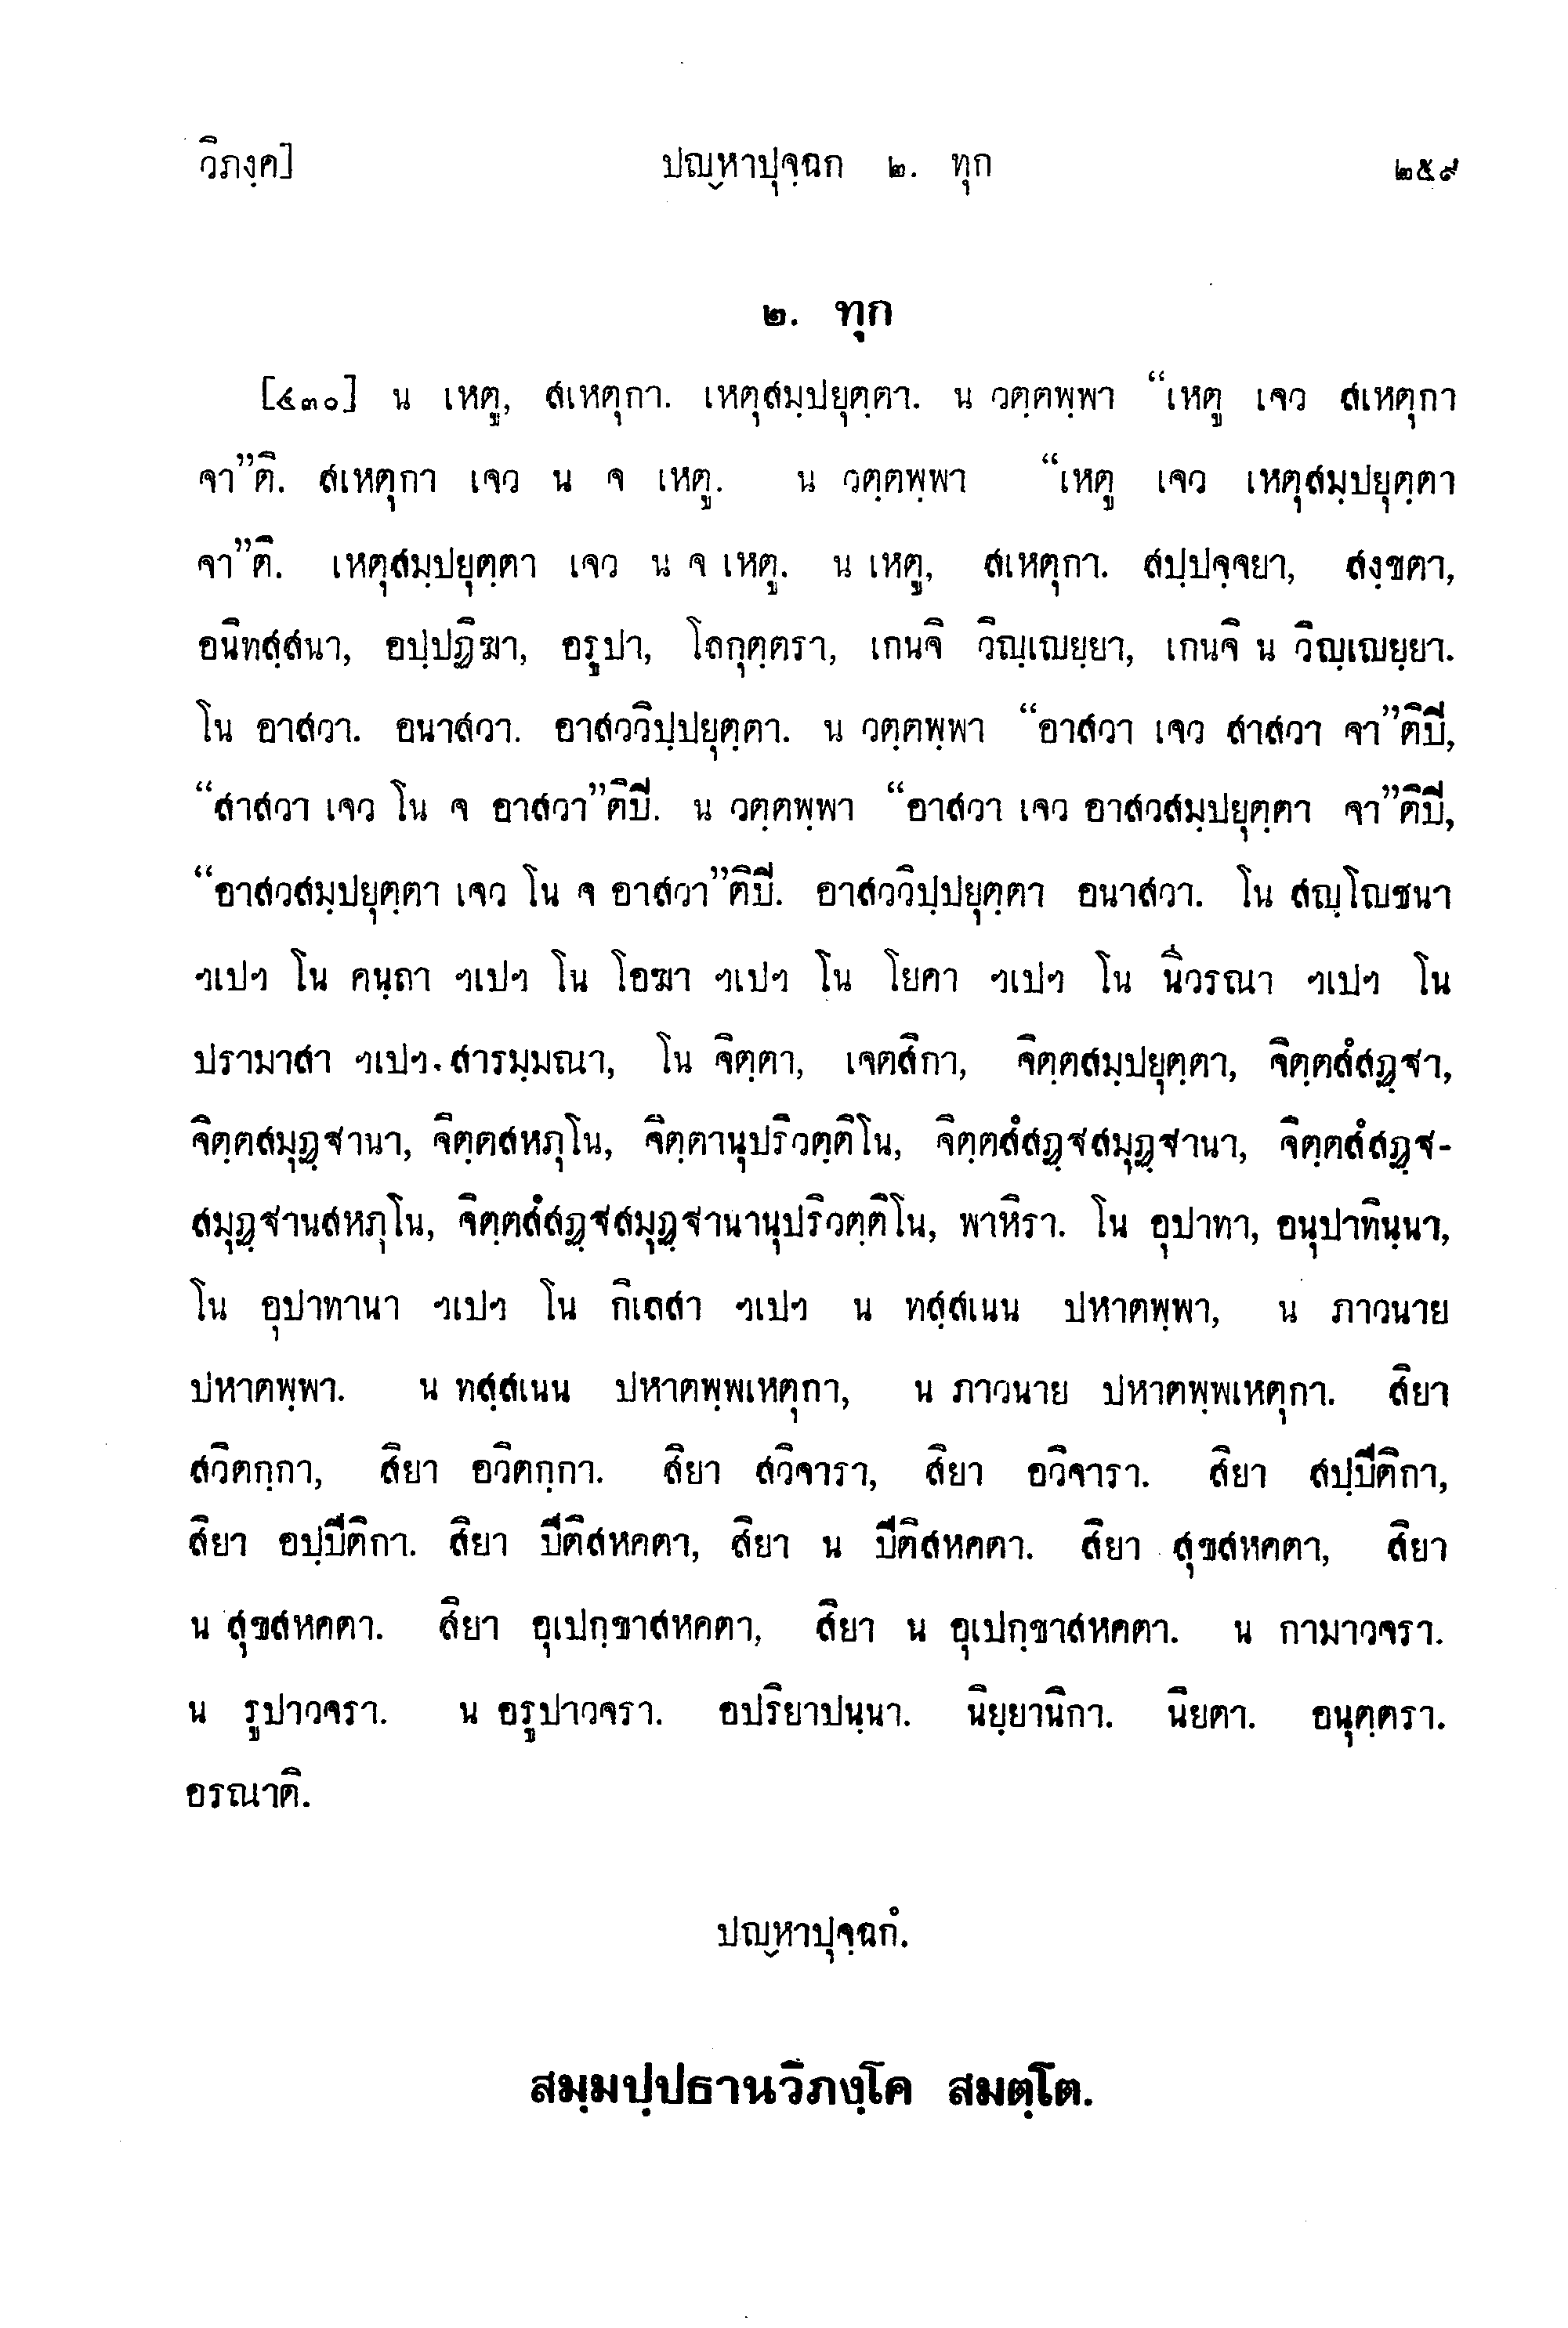 วิภงฺค]
ปญฺหาปุจฺฉก ๒. ทุก
๒๕๙
๒. ทุก
[๔๓๐] น เหตู, สเหตุกา. เหตุสมฺปยุตฺตา. น วตฺตพฺพา “เหตู เจว สเหตุกา
จา”ติ. สเหตุกา เจว น จ เหตู. น วตฺตพฺพา “เหตู เจว เหตุสมฺปยุตฺตา
จา”ติ. เหตุสมฺปยุตฺตา เจว น จ เหตู. น เหตู, สเหตุกา. สปฺปจฺจยา, สงฺขตา,
อนิทสฺสนา, อปฺปฏิฆา, อรูปา, โลกุตฺตรา, เกนจิ วิญฺเญยฺยา, เกนจิ น วิญฺเญยฺยา.
โน อาสวา. อนาสวา. อาสววิปฺปยุตฺตา. น วตฺตพฺพา “อาสวา เจว สาสวา จา”ติปี,
“สาสวา เจว โน จ อาสวา”ติปี. น วตฺตพฺพา “อาสวา เจว อาสวสมฺปยุตฺตา จา”ติปี,
“อาสวสมฺปยุตฺตา เจว โน จ อาสวา”ติปี. อาสววิปฺปยุตฺตา อนาสวา. โน สญฺโญชนา
ฯเปฯ โน คนฺถา ฯเปฯ โน โอฆา ฯเปฯ โน โยคา ฯเปฯ โน นีวรณา ฯเปฯ โน
ปรามาสา ฯเปฯ. สารมฺมณา, โน จิตฺตา, เจตสิกา, จิตฺตสมฺปยุตฺตา, จิตฺตสํสฏฺฐา,
จิตฺตสมุฏฺฐานา, จิตฺตสหภุโน, จิตฺตานุปริวตฺติโน, จิตฺตสํสฏฺฐสมุฏฺฐานา, จิตฺตสํสฏฺฐ-
สมุฏฺฐานสหภุโน, จิตฺตสํสฏฺฐสมุฏฺฐานานุปริวตฺติโน, พาหิรา. โน อุปาทา, อนุปาทินฺนา,
โน อุปาทานา ฯเปฯ โน กิเลสา ฯเปฯ น ทสฺสเนน ปหาตพฺพา, น ภาวนาย
ปหาตพฺพา. น ทสฺสเนน ปหาตพฺพเหตุกา, น ภาวนาย ปหาตพฺพเหตุกา. สิยา
สวิตกฺกา, สิยา อวิตกฺกา. สิยา สวิจารา, สิยา อวิจารา. สิยา สปฺปีติกา,
สิยา อปฺปีติกา. สิยา ปีติสหคตา, สิยา น ปีติสหคตา. สิยา สุขสหคตา, สิยา
น สุขสหคตา. สิยา อุเปกฺขาสหคตา, สิยา น อุเปกฺขาสหคตา. น กามาวจรา.
น รูปาวจรา. น อรูปาวจรา. อปริยาปนฺนา. นิยฺยานิกา. นิยตา. อนุตฺตรา.
อรณาติ.
ปญฺหาปุจฺฉกํ.
สมฺมปฺปธานวิภงฺโค สมตฺโต.